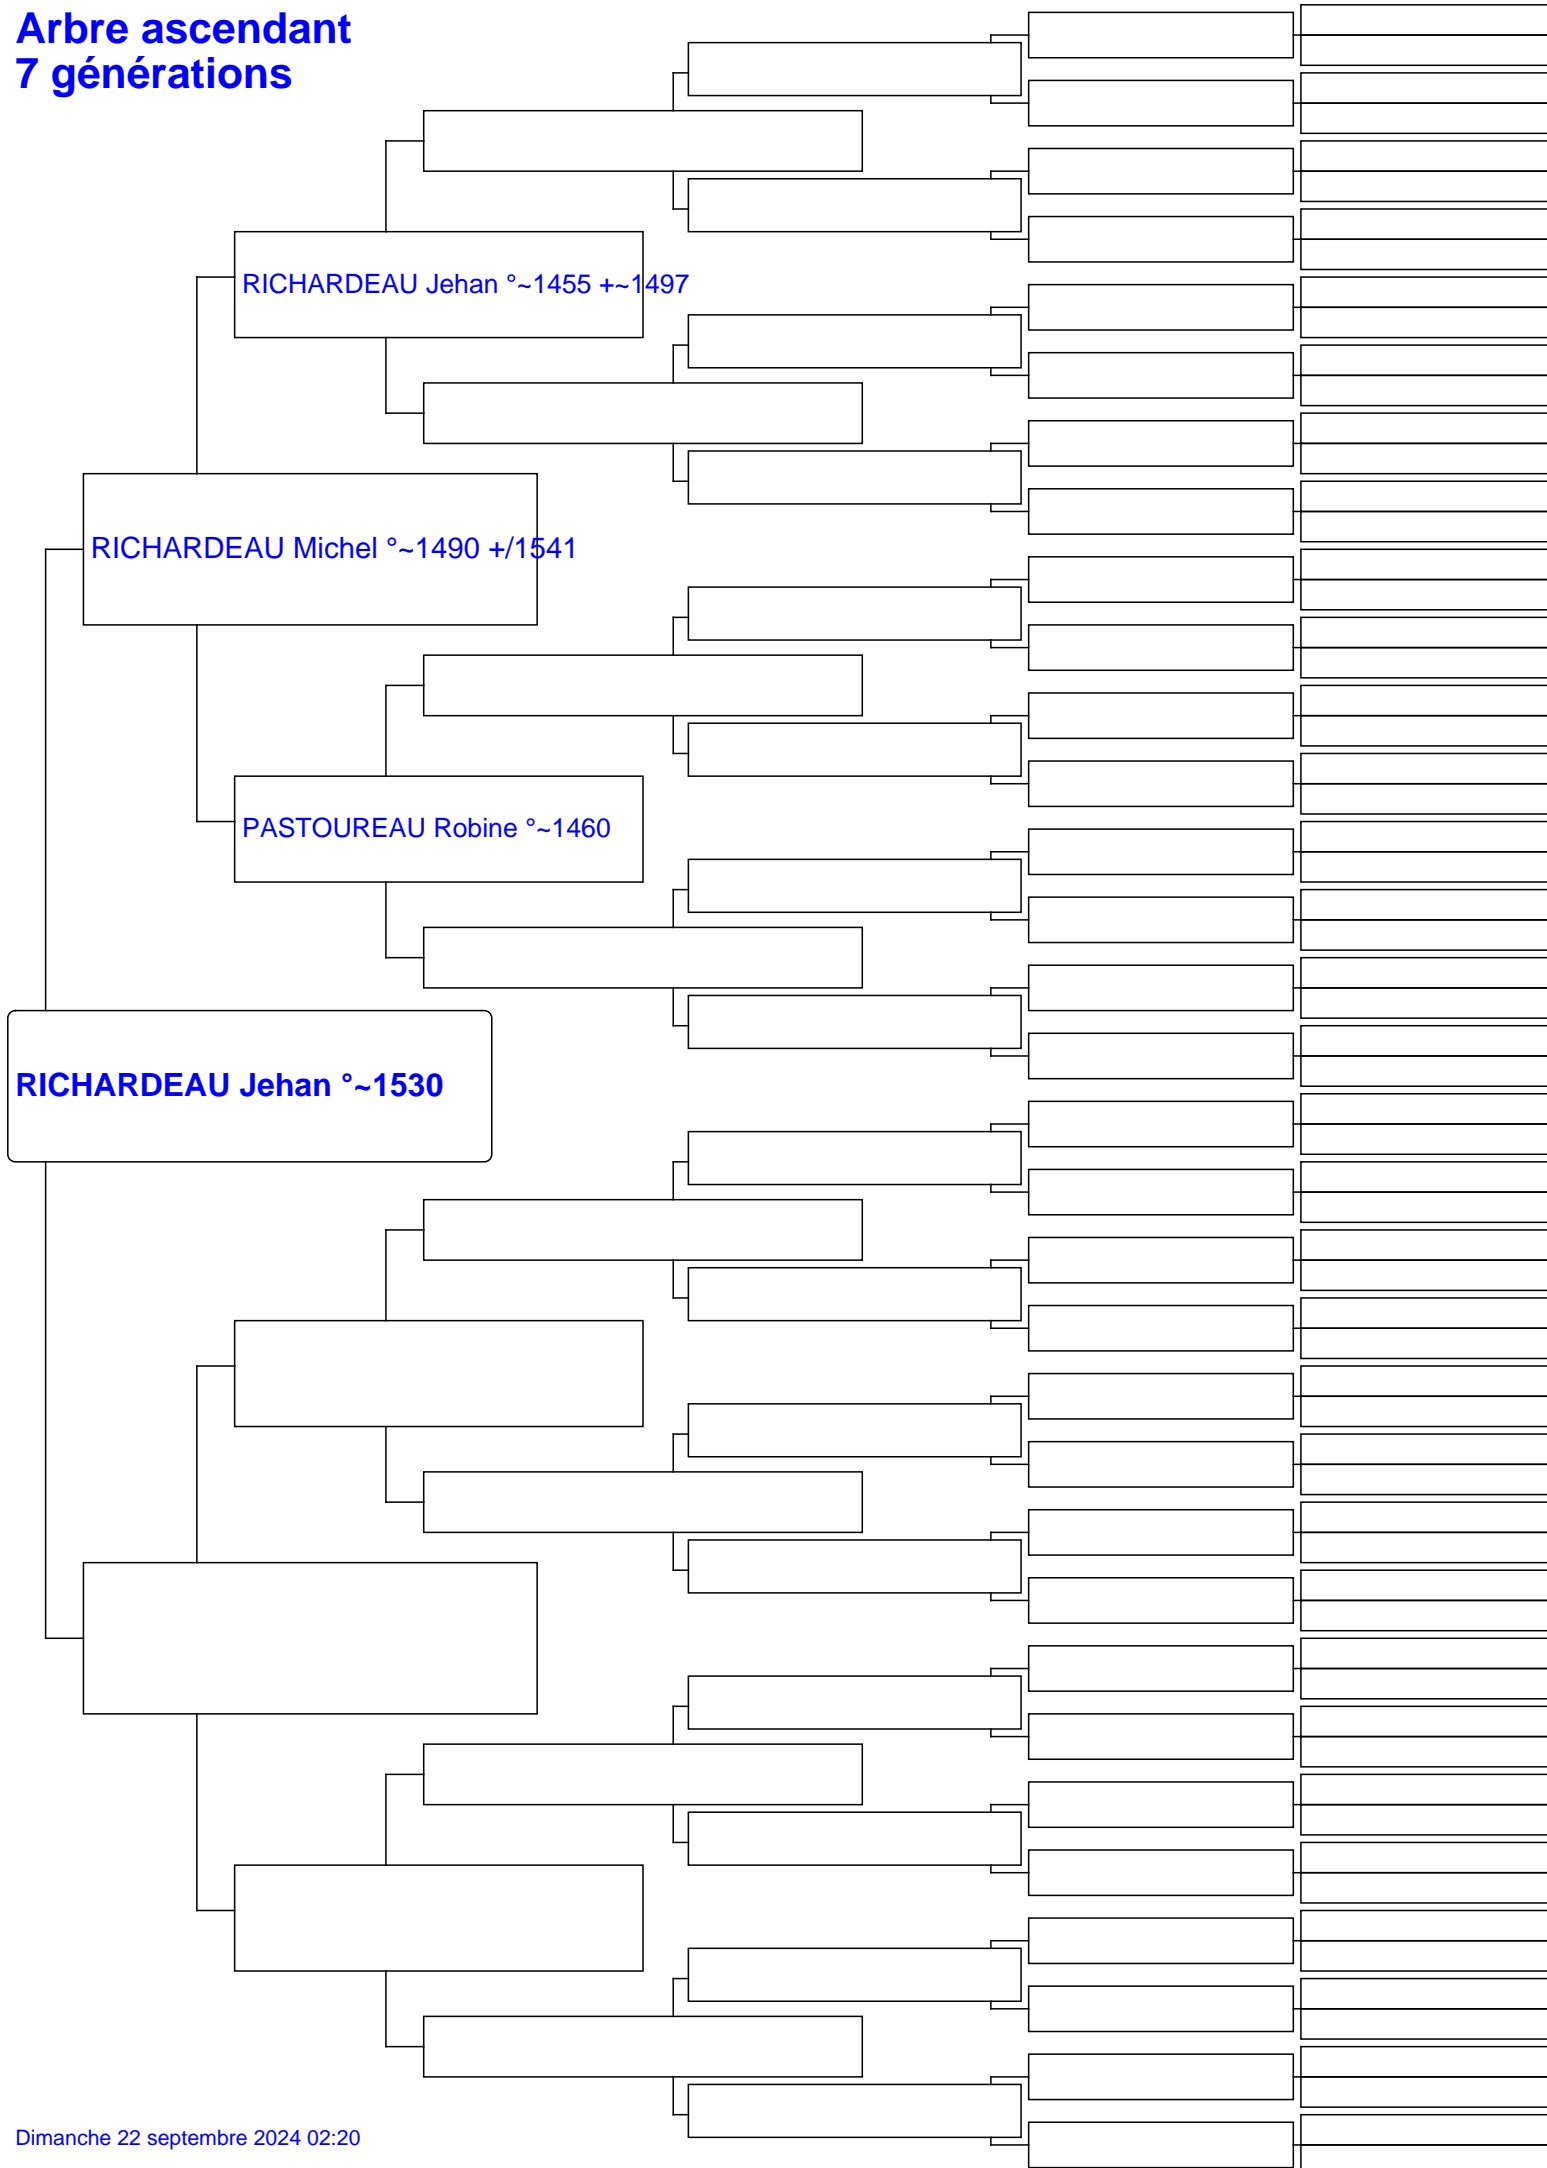 Arbre ascendant
7 générations
RICHARDEAU Jehan °~1455 +~1497
RICHARDEAU Michel °~1490 +/1541
PASTOUREAU Robine °~1460
RICHARDEAU Jehan °~1530
Dimanche 22 septembre 2024 02:20